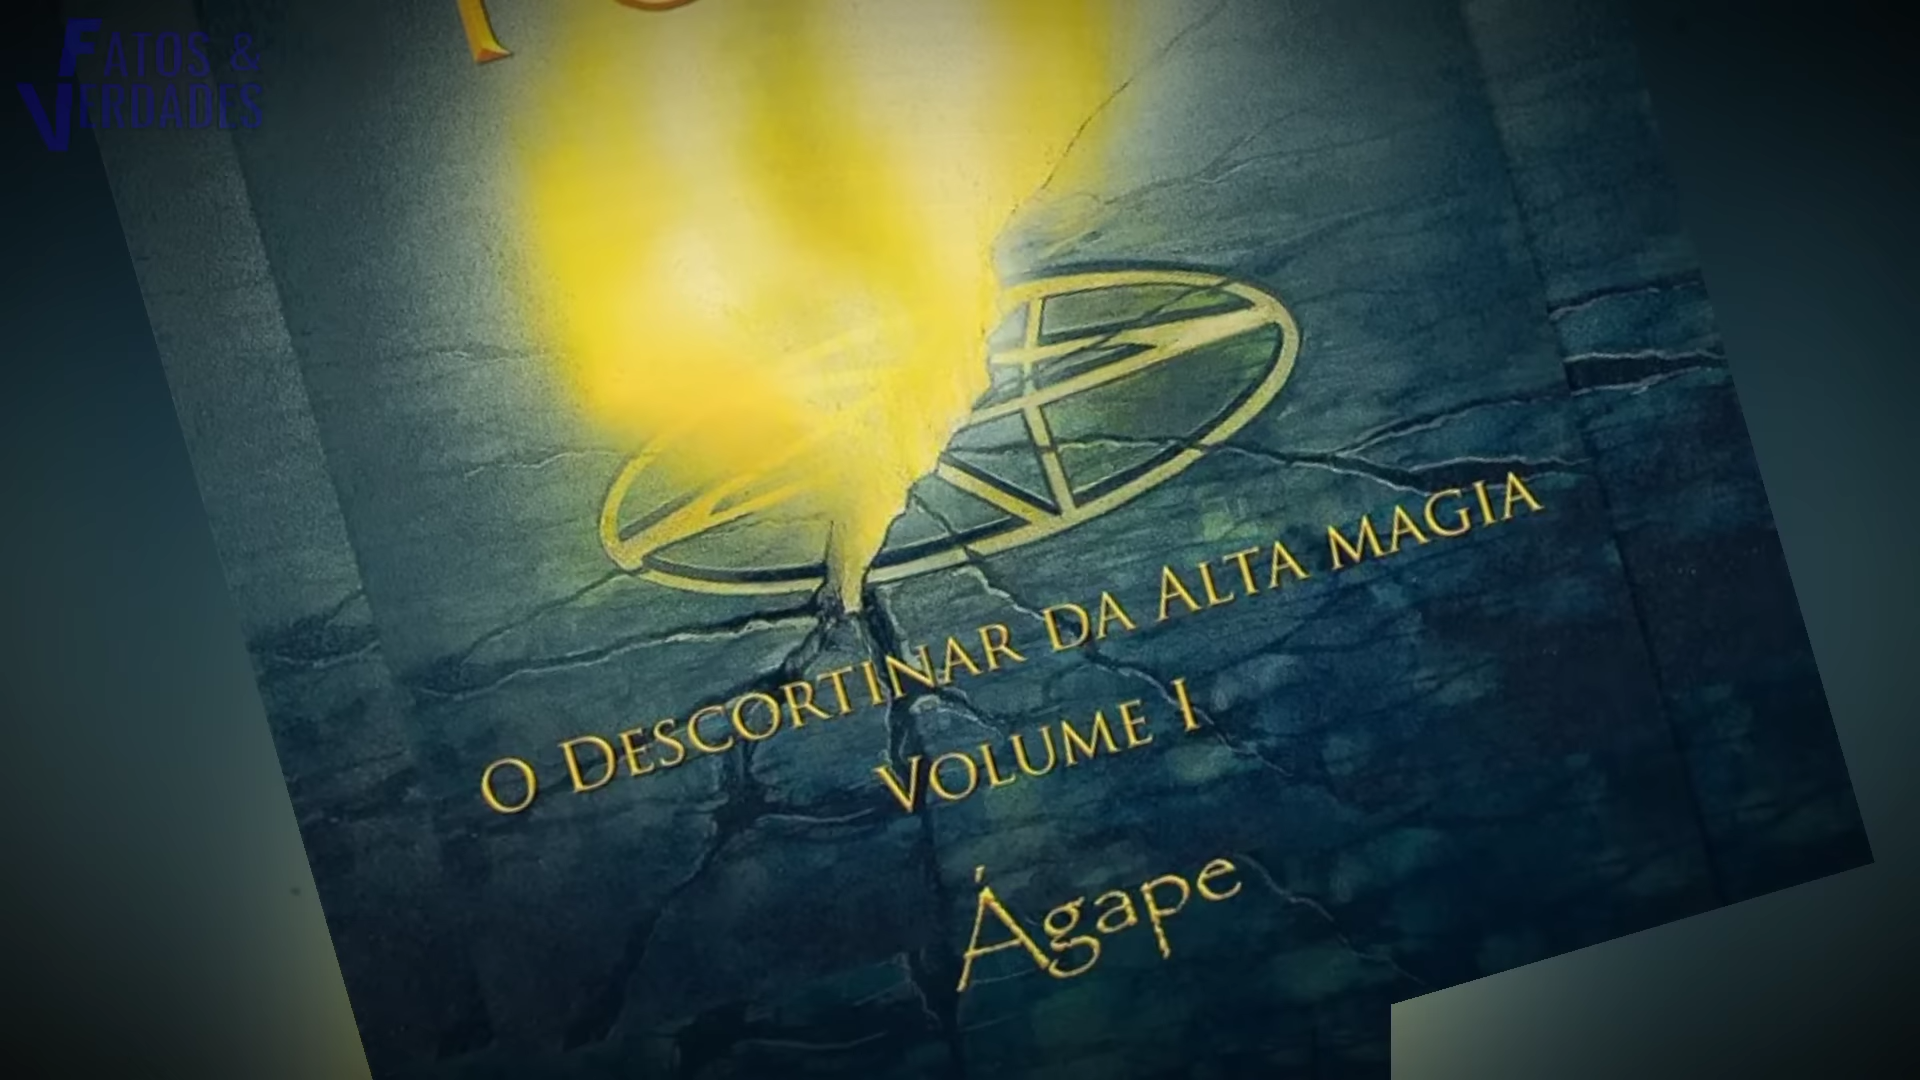 FATOS &
VERDADES
O DESCORTINAR DA ALTA MAGIA
VOLUME I
Ágape